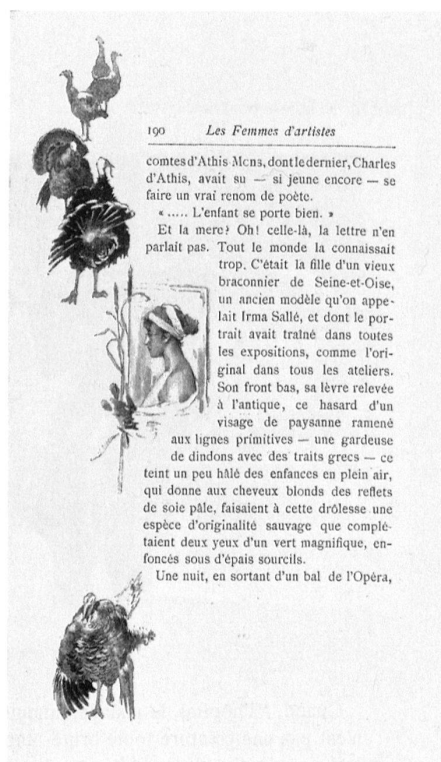 190 Les Femmes d'artistes
comtes d'Athis Mons, dont le dernier, Charles
d'Athis, avait su — si jeune encore — se
faire un vrai renom de poète.
« ..... L'enfant se porte bien. »
Et la mere? Oh! celle-là, la lettre n'en
parlait pas. Tout le monde la connaissait
trop. C'était la fille d'un vieux
braconnier de Seine-et-Oise,
un ancien modèle qu'on appe-
lait Irma Sallé, et dont le por-
trait avait traîné dans toutes
les expositions, comme l'ori-
ginal dans tous les ateliers.
Son front bas, sa lèvre relevée
à l'antique, ce hasard d'un
visage de paysanne ramené
aux lignes primitives — une gardeuse
de dindons avec des traits grecs — ce
teint un peu hâlé des enfances en plein air,
qui donne aux cheveux blonds des reflets
de soie pâle, faisaient à cette drôlesse une
espèce d'originalité sauvage que complé-
taient deux yeux d'un vert magnifique, en-
foncés sous d'épais sourcils.
Une nuit, en sortant d'un bal de l'Opéra,